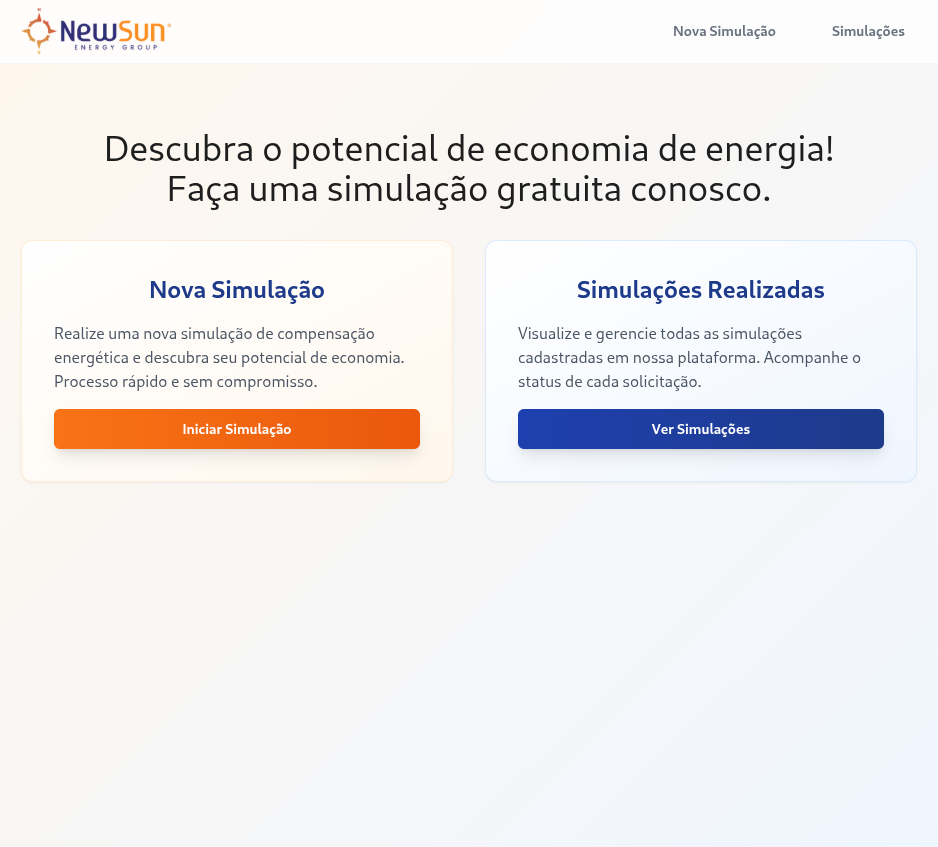 NewSun
ENERGY GROUP
Nova Simulação
Simulações
Descubra o potencial de economia de energia!
Faça uma simulação gratuita conosco.
Nova Simulação
Realize uma nova simulação de compensação
energética e descubra seu potencial de economia.
Processo rápido e sem compromisso.
Iniciar Simulação
Simulações Realizadas
Visualize e gerencie todas as simulações
cadastradas em nossa plataforma. Acompanhe o
status de cada solicitação.
Ver Simulações